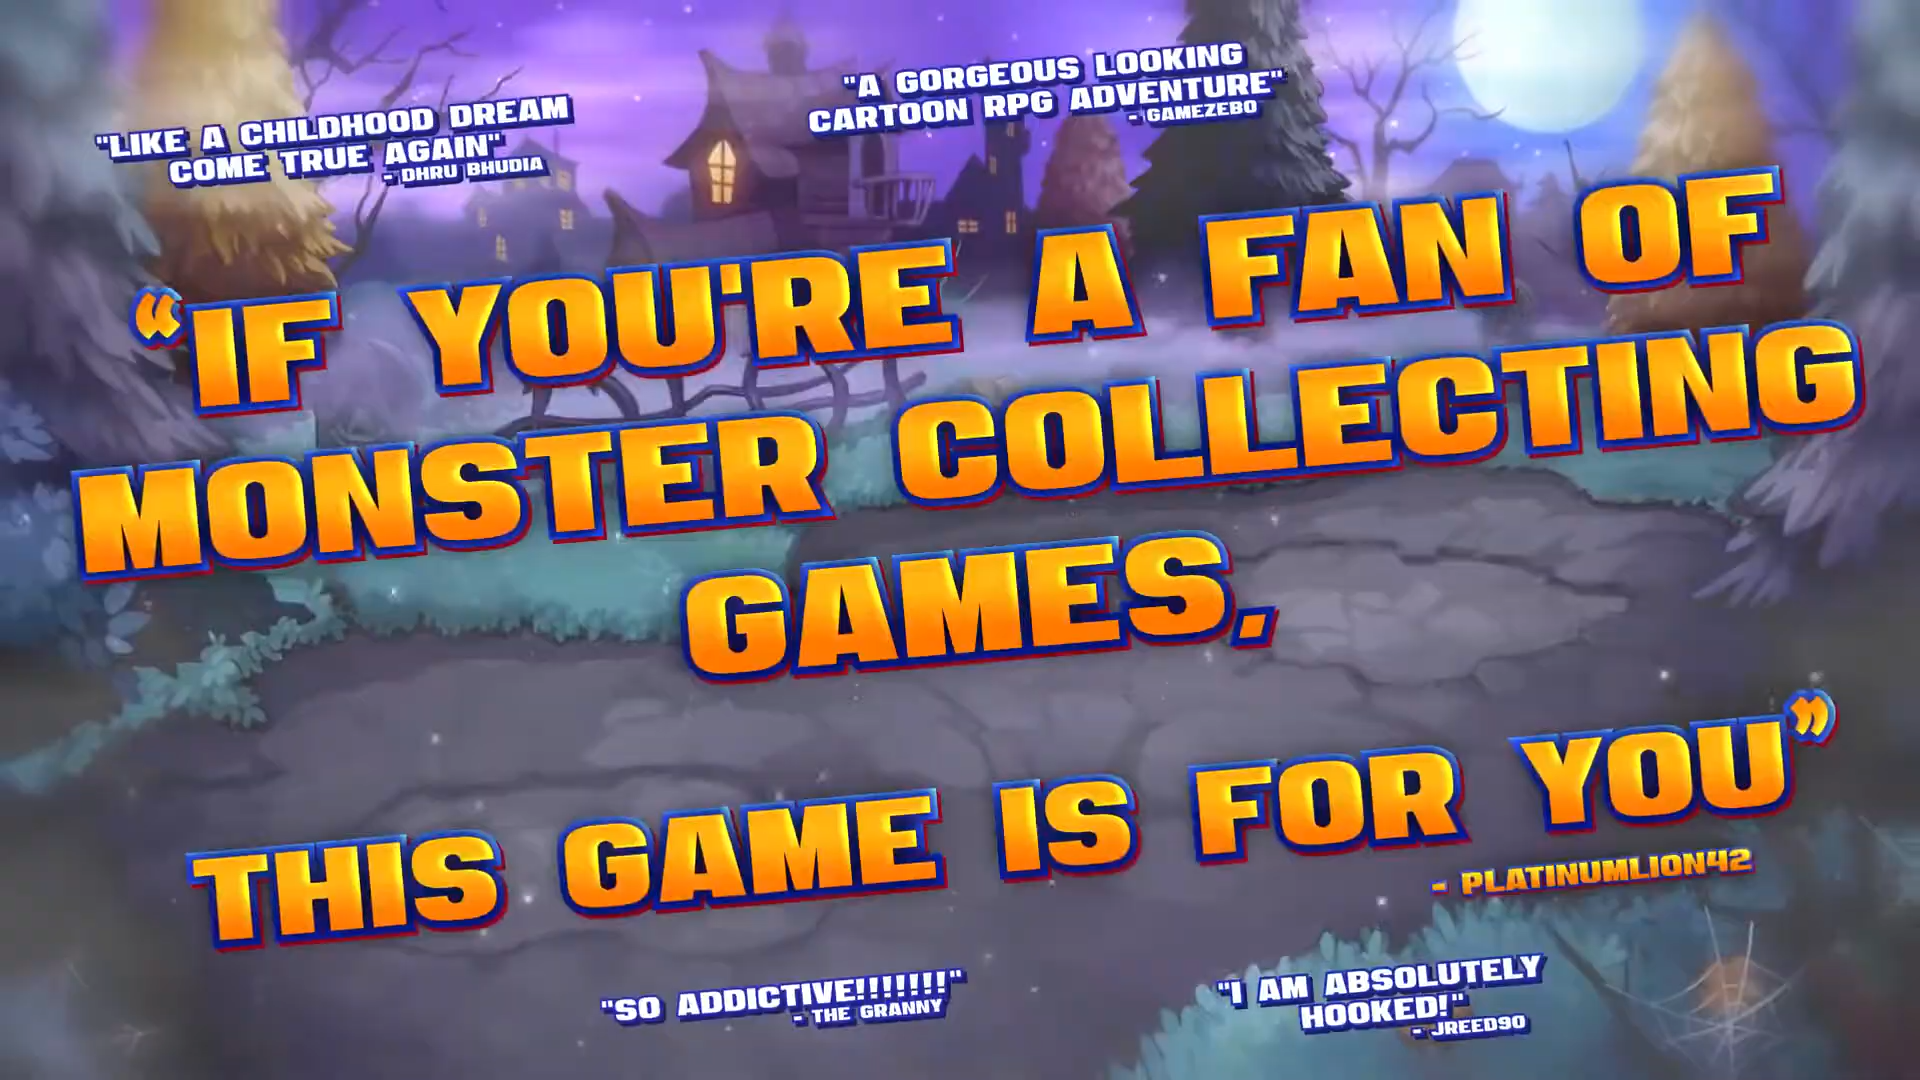 "LIKE A CHILDHOOD DREAM
COME TRUE AGAIN"
- DHRU BHUDIA
"A GORGEOUS LOOKING
CARTOON RPG ADVENTURE"
- GAMEZEBO
“IF YOU'RE A FAN OF
MONSTER COLLECTING
GAMES,
THIS GAME IS FOR YOU”
- PLATINUMLION42
"SO ADDICTIVE!!!!!!!"
- THE GRANNY
"I AM ABSOLUTELY
HOOKED!"
- JREED90